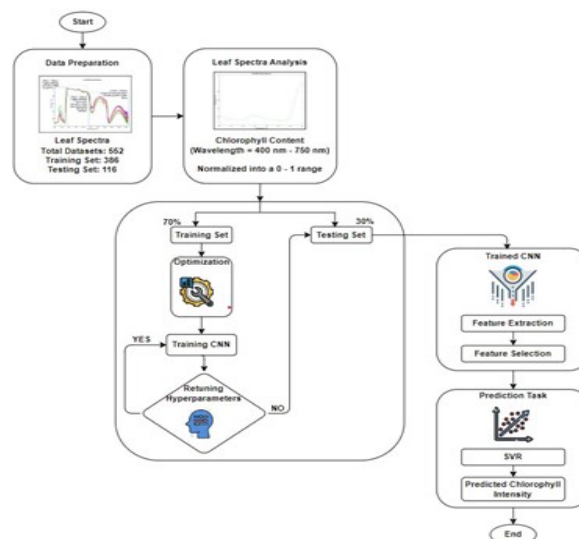 Start
Data Preparation
Leaf Spectra
Total Datasets: 552
Training Set: 386
Testing Set: 116
Leaf Spectra Analysis
Chlorophyll Content
(Wavelength = 400 nm - 750 nm)
Normalized into a 0 - 1 range
70%
30%
Training Set
Testing Set
Optimization
Training CNN
YES
Retuning
Hyperparameters
NO
Trained CNN
Feature Extraction
Feature Selection
Prediction Task
SVR
Predicted Chlorophyll
Intensity
End